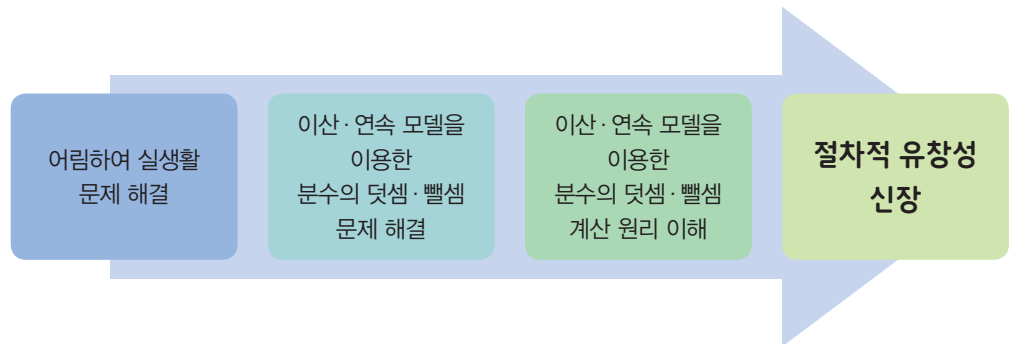 어림하여 실생활
문제 해결
이산·연속 모델을
이용한
분수의 덧셈·뺄셈
문제 해결
이산·연속 모델을
이용한
분수의 덧셈·뺄셈
계산 원리 이해
절차적 유창성
신장